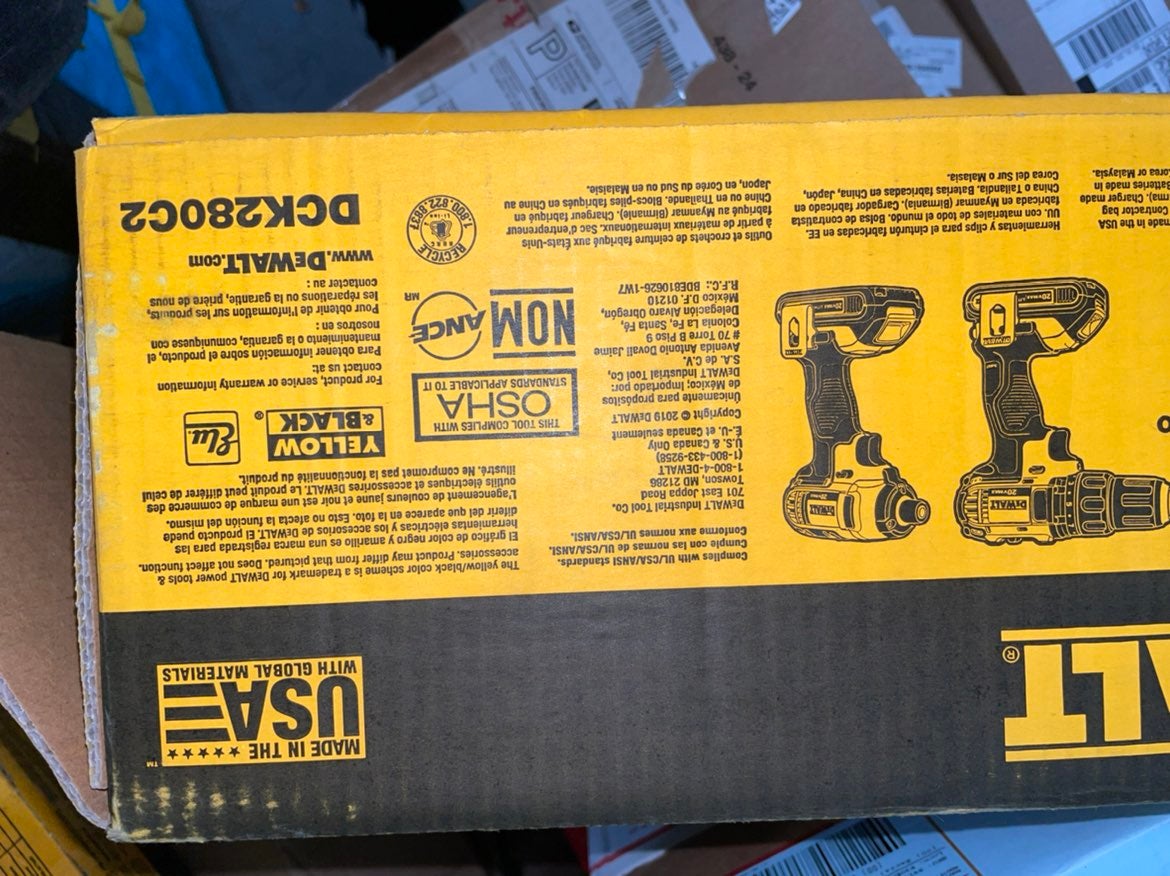 LT®
MADE IN THE
USA
WITH GLOBAL MATERIALS
TM
The yellow/black color scheme is a trademark for DEWALT power tools &
accessories. Product may differ from that pictured. Does not affect function.
El gráfico de color negro y amarillo es una marca registrada para las
herramientas eléctricas y los accesorios de DEWALT. El producto puede
diferir del que aparece en la foto. Esto no afecta la función del mismo.
L'agencement de couleurs jaune et noir est une marque de commerce des
outils électriques et accessoires DEWALT. Le produit peut différer de celui
illustré. Ne compromet pas la fonctionnalité du produit.
YELLOW
& BLACK®
Elu
For product, service or warranty information
contact us at:
Para obtener información sobre el producto, el
mantenimiento o la garantía, comuníquese con
nosotros en:
Pour obtenir de l'information sur les produits,
les réparations ou la garantie, prière de nous
contacter au :
www.DEWALT.com
DCK280C2
THIS TOOL COMPLIES WITH
OSHA
STANDARDS APPLICABLE TO IT
NOM
ANCE
MR
RECYCLE
RBRC
Li-ion
1.800.822.8837
Complies with UL/CSA/ANSI standards.
Cumple con las normas de UL/CSA/ANSI.
Conforme aux normes UL/CSA/ANSI.
DEWALT Industrial Tool Co.
701 East Joppa Road
Towson, MD 21286
1-800-4-DEWALT
(1-800-433-9258)
U.S. & Canada Only
É.-U. et Canada seulement
Copyright © 2019 DEWALT
Únicamente para propósitos
de México; Importado por:
DEWALT Industrial Tool Co,
S.A. de C.V.
Avenida Antonio Dovali Jaime
# 70 Torre B Piso 9
Colonia La Fe, Santa Fé,
Delegación Alvaro Obregón,
México D.F. 01210
R.F.C.: BDE810626-1W7
DEWALT
20V MAX
DEWALT
20V MAX
made in the USA
Contractor bag
rma), Charger made
Batteries made in
orea or Malaysia.
Herramientas y clips para el cinturón fabricadas en EE.
UU. con materiales de todo el mundo. Bolsa de contratista
fabricada en Myanmar (Birmania). Cargador fabricado en
China o Tailandia. Baterías fabricadas en China, Japón,
Corea del Sur o Malasia.
Outil et crochets de ceinture fabriqué aux États-Unis
à partir de matériaux internationaux. Sac d'entrepreneur
fabriqué au Myanmar (Birmanie), Chargeur fabriqué en
Chine ou en Thaïlande. Blocs-piles fabriqués en Chine au
Japon, en Corée du Sud ou en Malaisie.
P
436 - 24